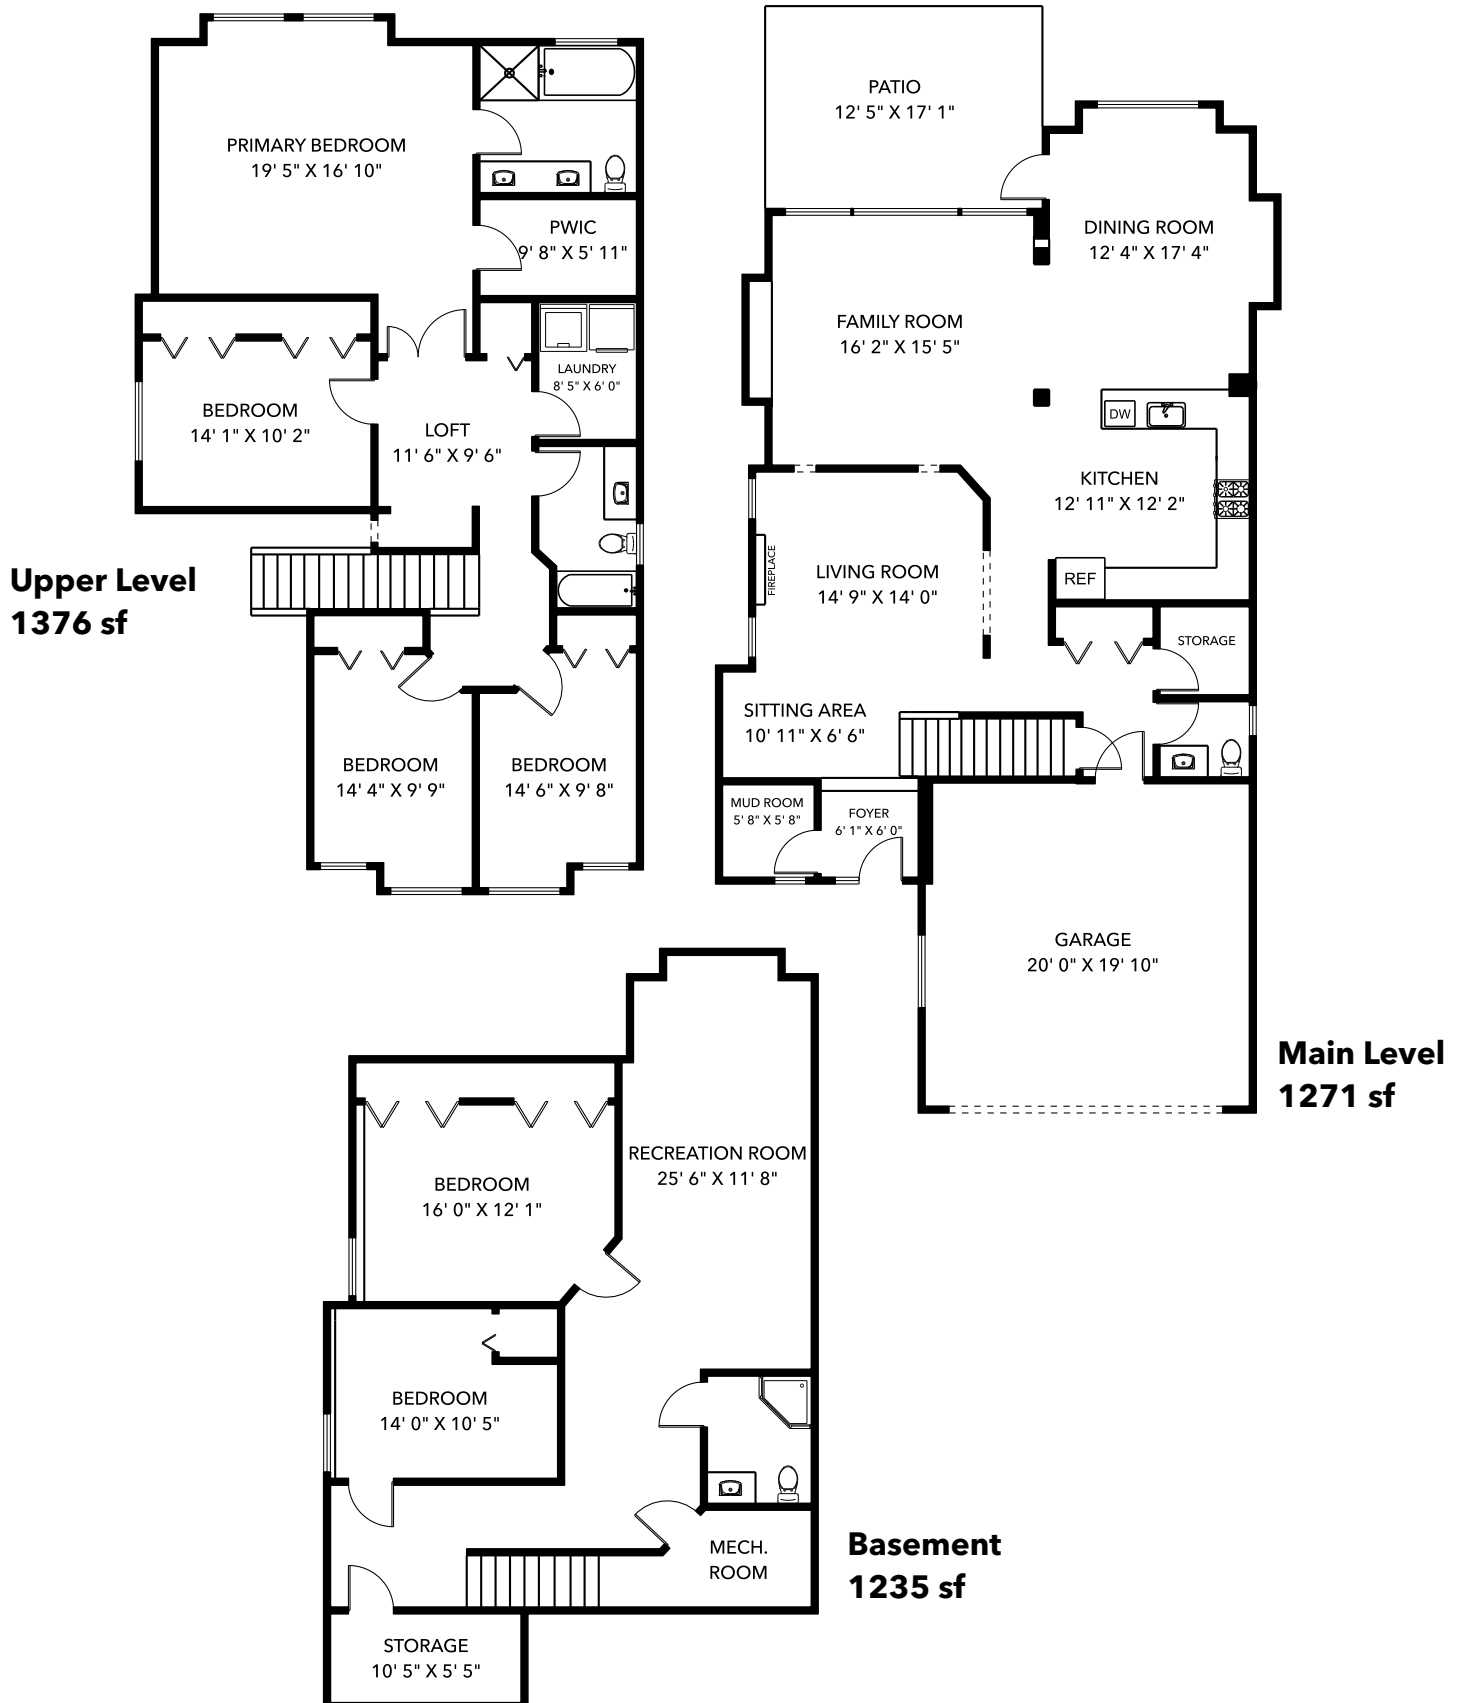 PRIMARY BEDROOM
19' 5" X 16' 10"
PWIC
9' 8" X 5' 11"
LAUNDRY
8' 5" X 6' 0"
BEDROOM
14' 1" X 10' 2"
LOFT
11' 6" X 9' 6"
Upper Level
1376 sf
BEDROOM
14' 4" X 9' 9"
BEDROOM
14' 6" X 9' 8"
PATIO
12' 5" X 17' 1"
DINING ROOM
12' 4" X 17' 4"
FAMILY ROOM
16' 2" X 15' 5"
DW
KITCHEN
12' 11" X 12' 2"
REF
FIREPLACE
LIVING ROOM
14' 9" X 14' 0"
STORAGE
SITTING AREA
10' 11" X 6' 6"
MUD ROOM
5' 8" X 5' 8"
FOYER
6' 1" X 6' 0"
GARAGE
20' 0" X 19' 10"
Main Level
1271 sf
RECREATION ROOM
25' 6" X 11' 8"
BEDROOM
16' 0" X 12' 1"
BEDROOM
14' 0" X 10' 5"
MECH.
ROOM
Basement
1235 sf
STORAGE
10' 5" X 5' 5"